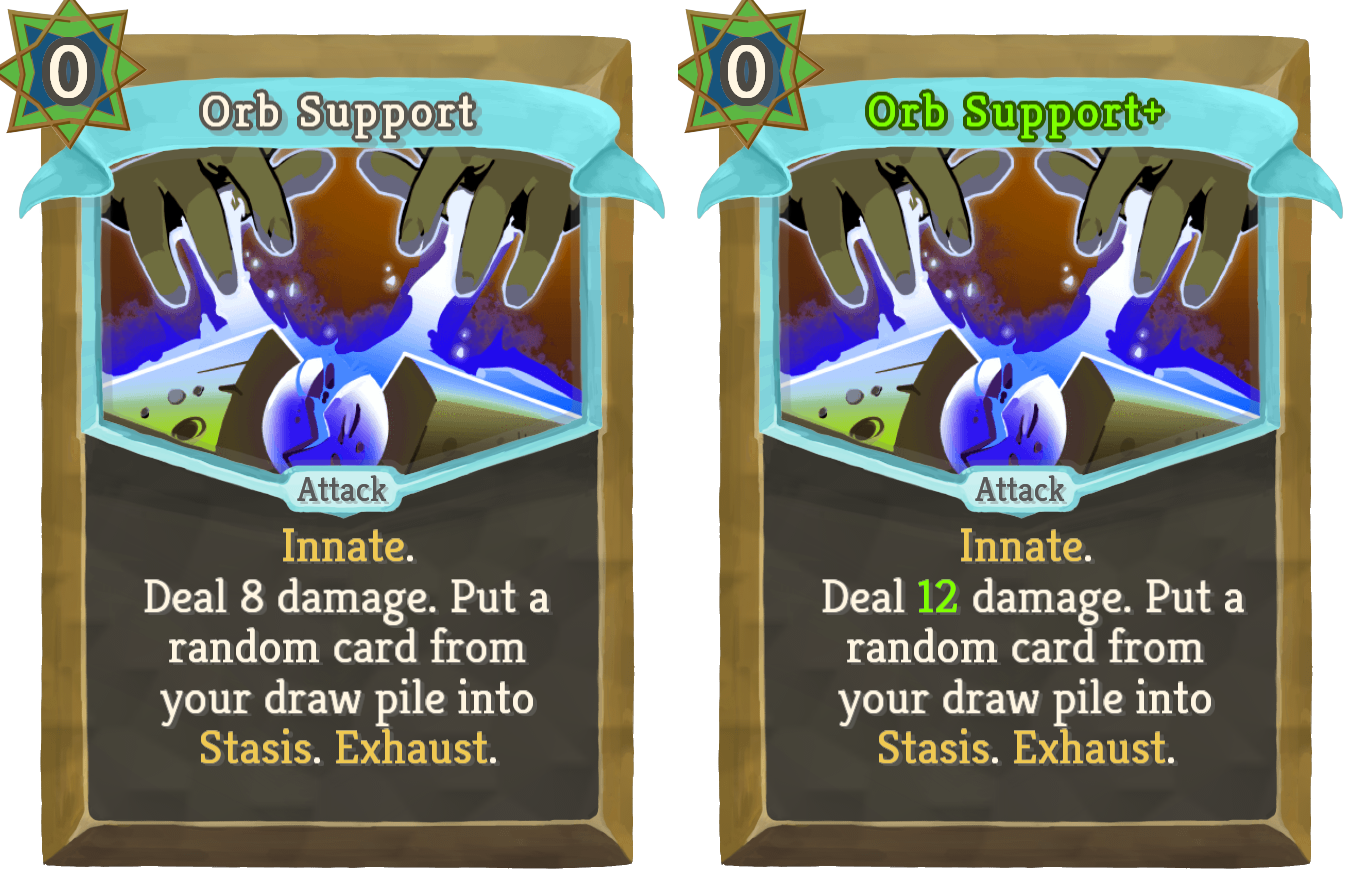 0
Orb Support
Attack
Innate.
Deal 8 damage. Put a
random card from
your draw pile into
Stasis. Exhaust.
0
Orb Support+
Attack
Innate.
Deal 12 damage. Put a
random card from
your draw pile into
Stasis. Exhaust.